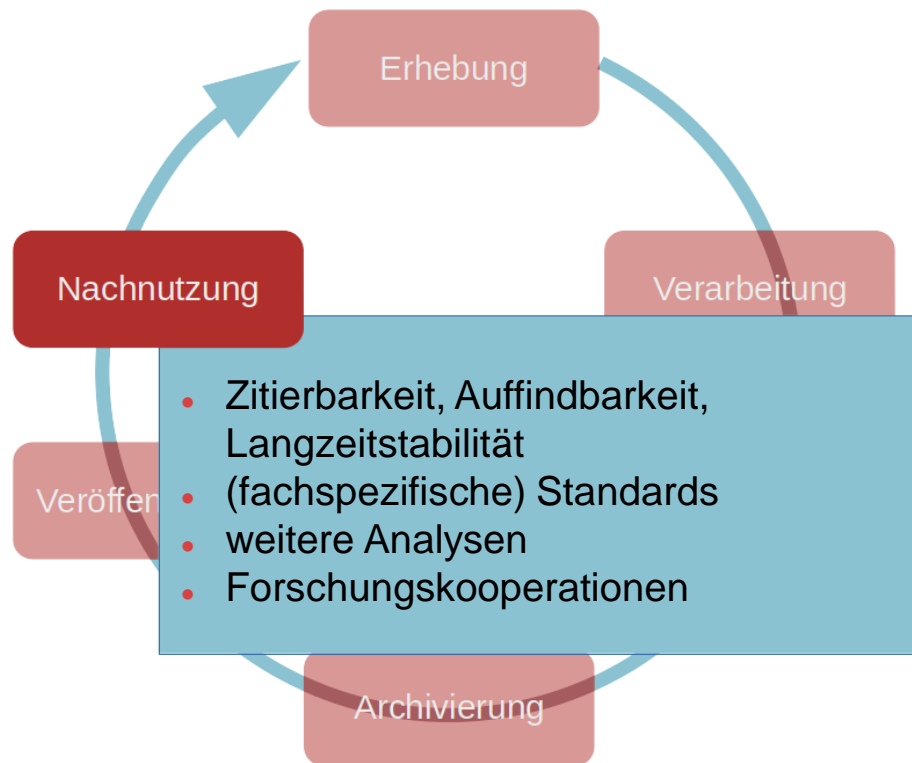 Erhebung
Nachnutzung
Verarbeitung
• Zitierbarkeit, Auffindbarkeit,
Langzeitstabilität
• (fachspezifische) Standards
• weitere Analysen
• Forschungskooperationen
Archivierung